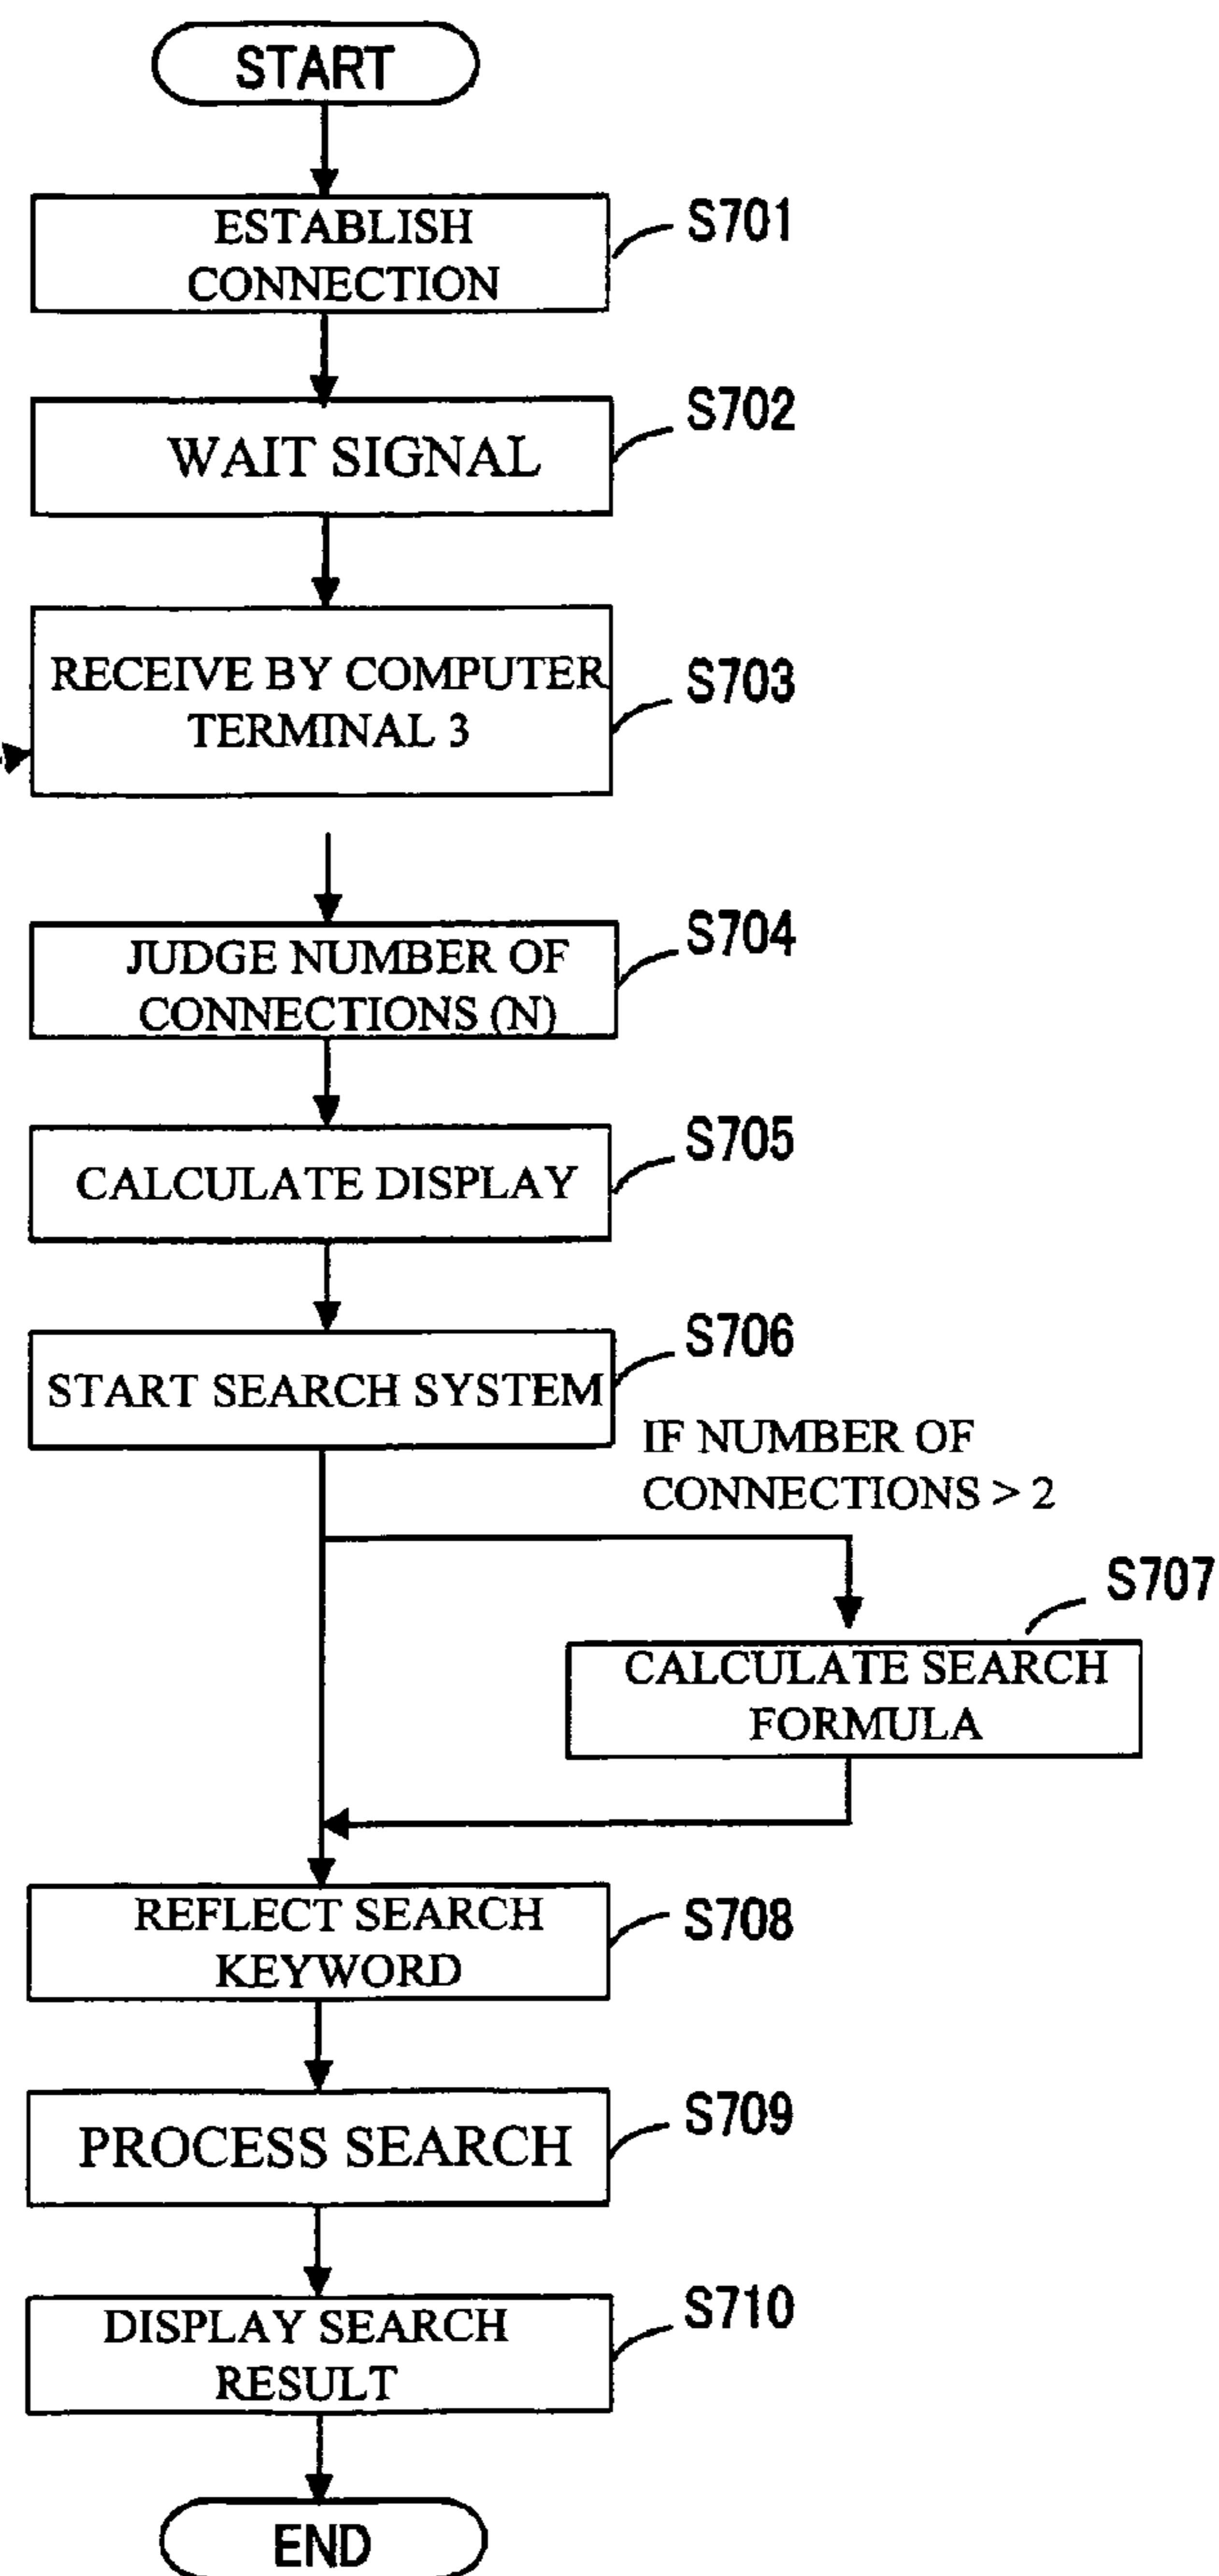 START
ESTABLISH
CONNECTION
S701
WAIT SIGNAL
S702
RECEIVE BY COMPUTER
TERMINAL 3
S703
JUDGE NUMBER OF
CONNECTIONS (N)
S704
CALCULATE DISPLAY
S705
START SEARCH SYSTEM
S706
IF NUMBER OF
CONNECTIONS > 2
CALCULATE SEARCH
FORMULA
S707
REFLECT SEARCH
KEYWORD
S708
PROCESS SEARCH
S709
DISPLAY SEARCH
RESULT
S710
END